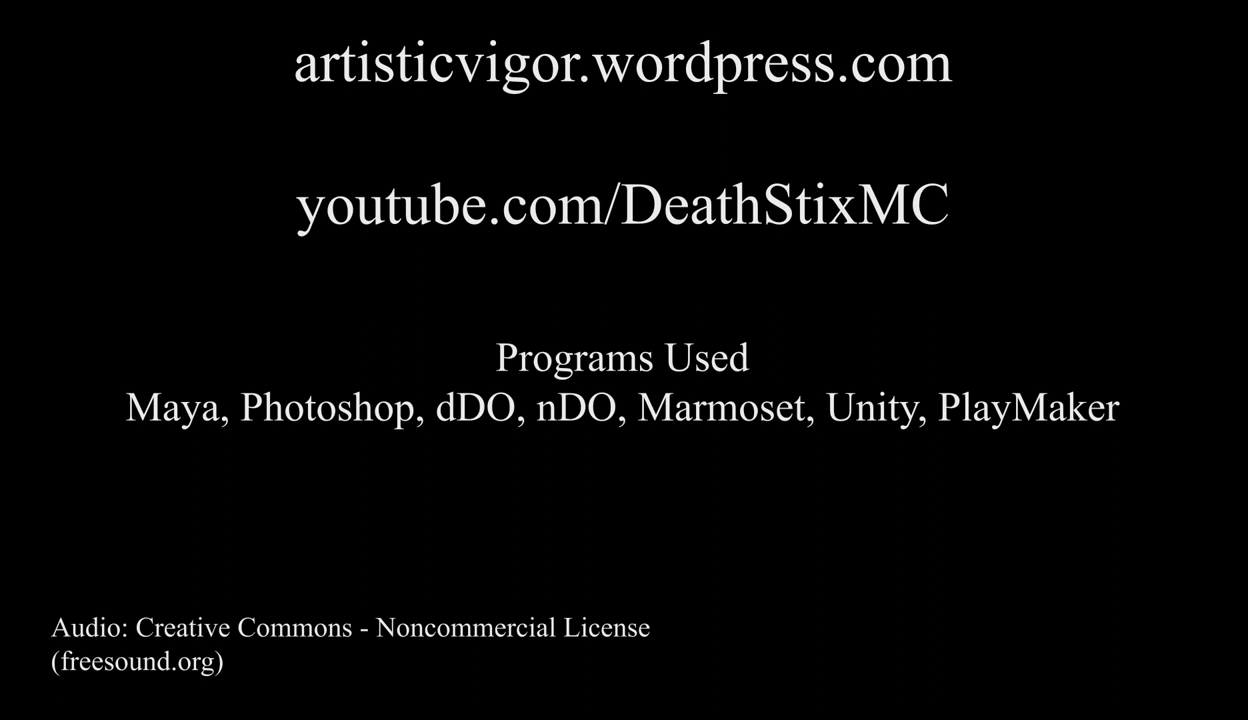 artisticvigor.wordpress.com
youtube.com/DeathStixMC
Programs Used
Maya, Photoshop, dDO, nDO, Marmoset, Unity, PlayMaker
Audio: Creative Commons - Noncommercial License
(freesound.org)